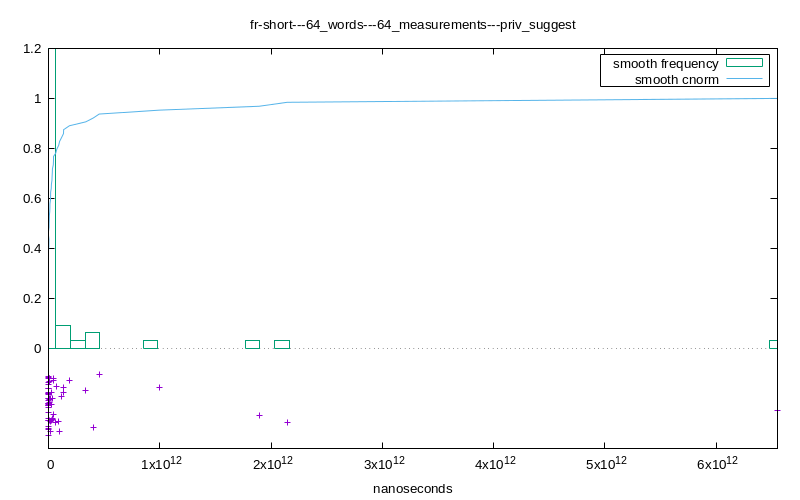 fr-short---64_words---64_measurements---priv_suggest
1.2
1
0.8
0.6
0.4
0.2
0
smooth frequency
smooth cnorm
0 1x10^12 2x10^12 3x10^12 4x10^12 5x10^12 6x10^12
nanoseconds